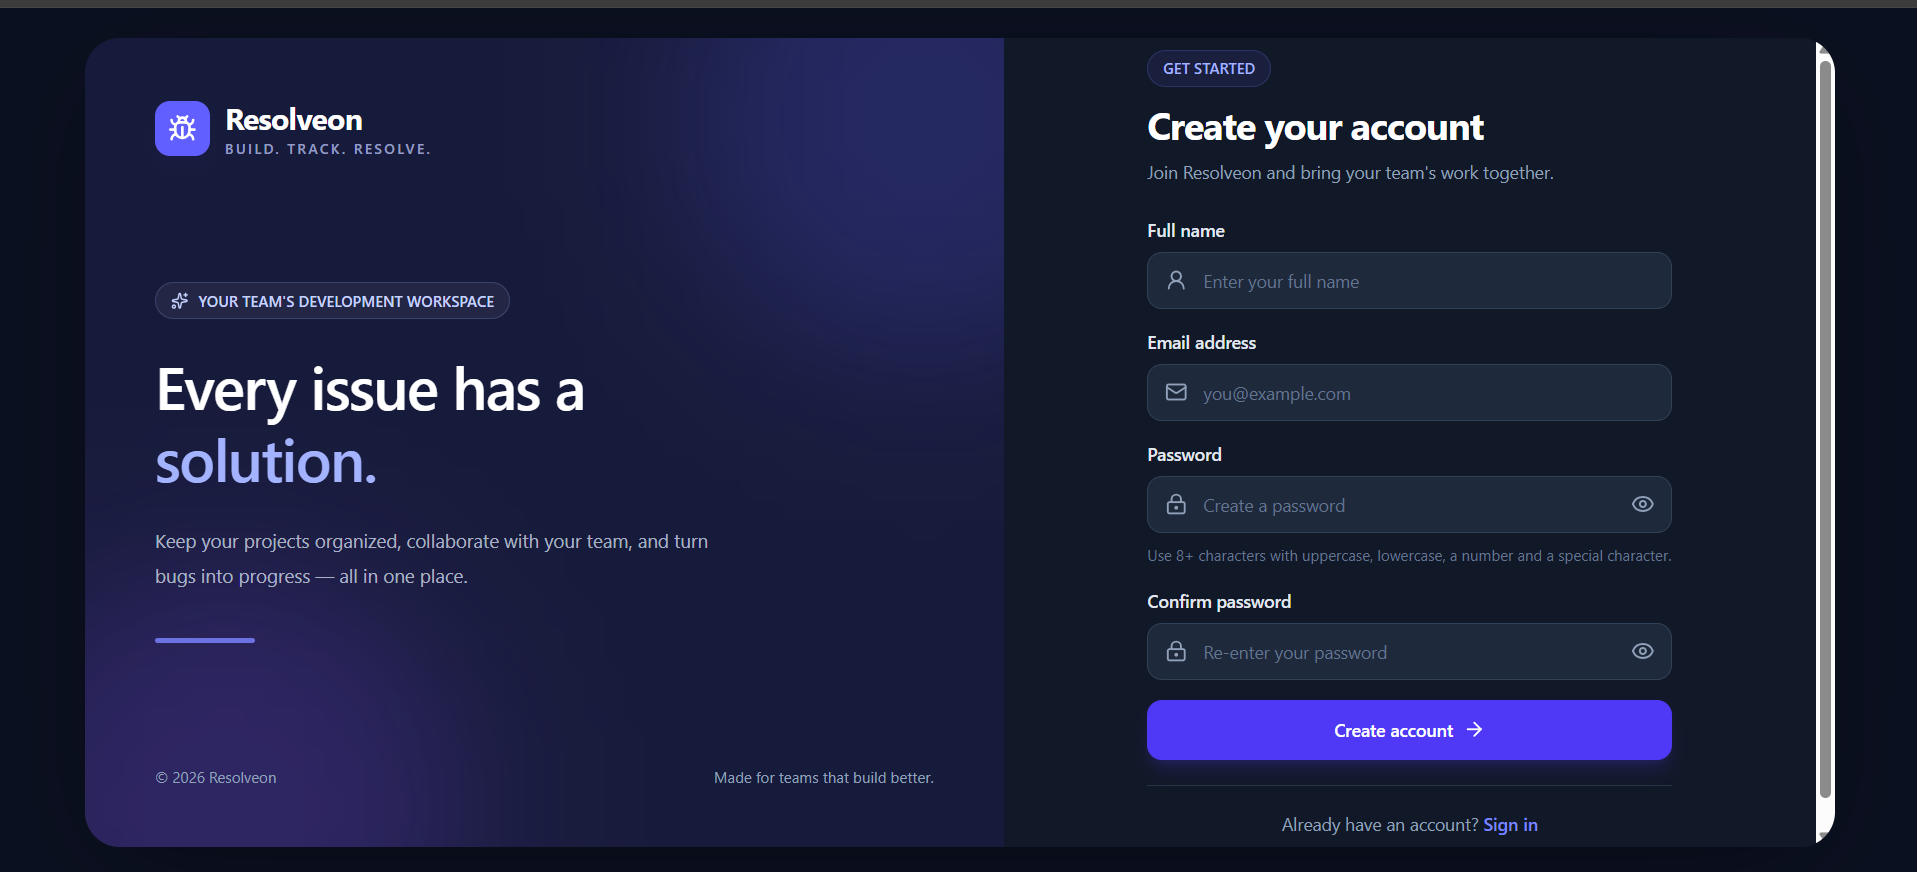 Resolveon
BUILD. TRACK. RESOLVE.
YOUR TEAM'S DEVELOPMENT WORKSPACE
Every issue has a
solution.
Keep your projects organized, collaborate with your team, and turn
bugs into progress — all in one place.
© 2026 Resolveon
Made for teams that build better.
GET STARTED
Create your account
Join Resolveon and bring your team's work together.
Full name
Enter your full name
Email address
you@example.com
Password
Create a password
Use 8+ characters with uppercase, lowercase, a number and a special character.
Confirm password
Re-enter your password
Create account →
Already have an account? Sign in